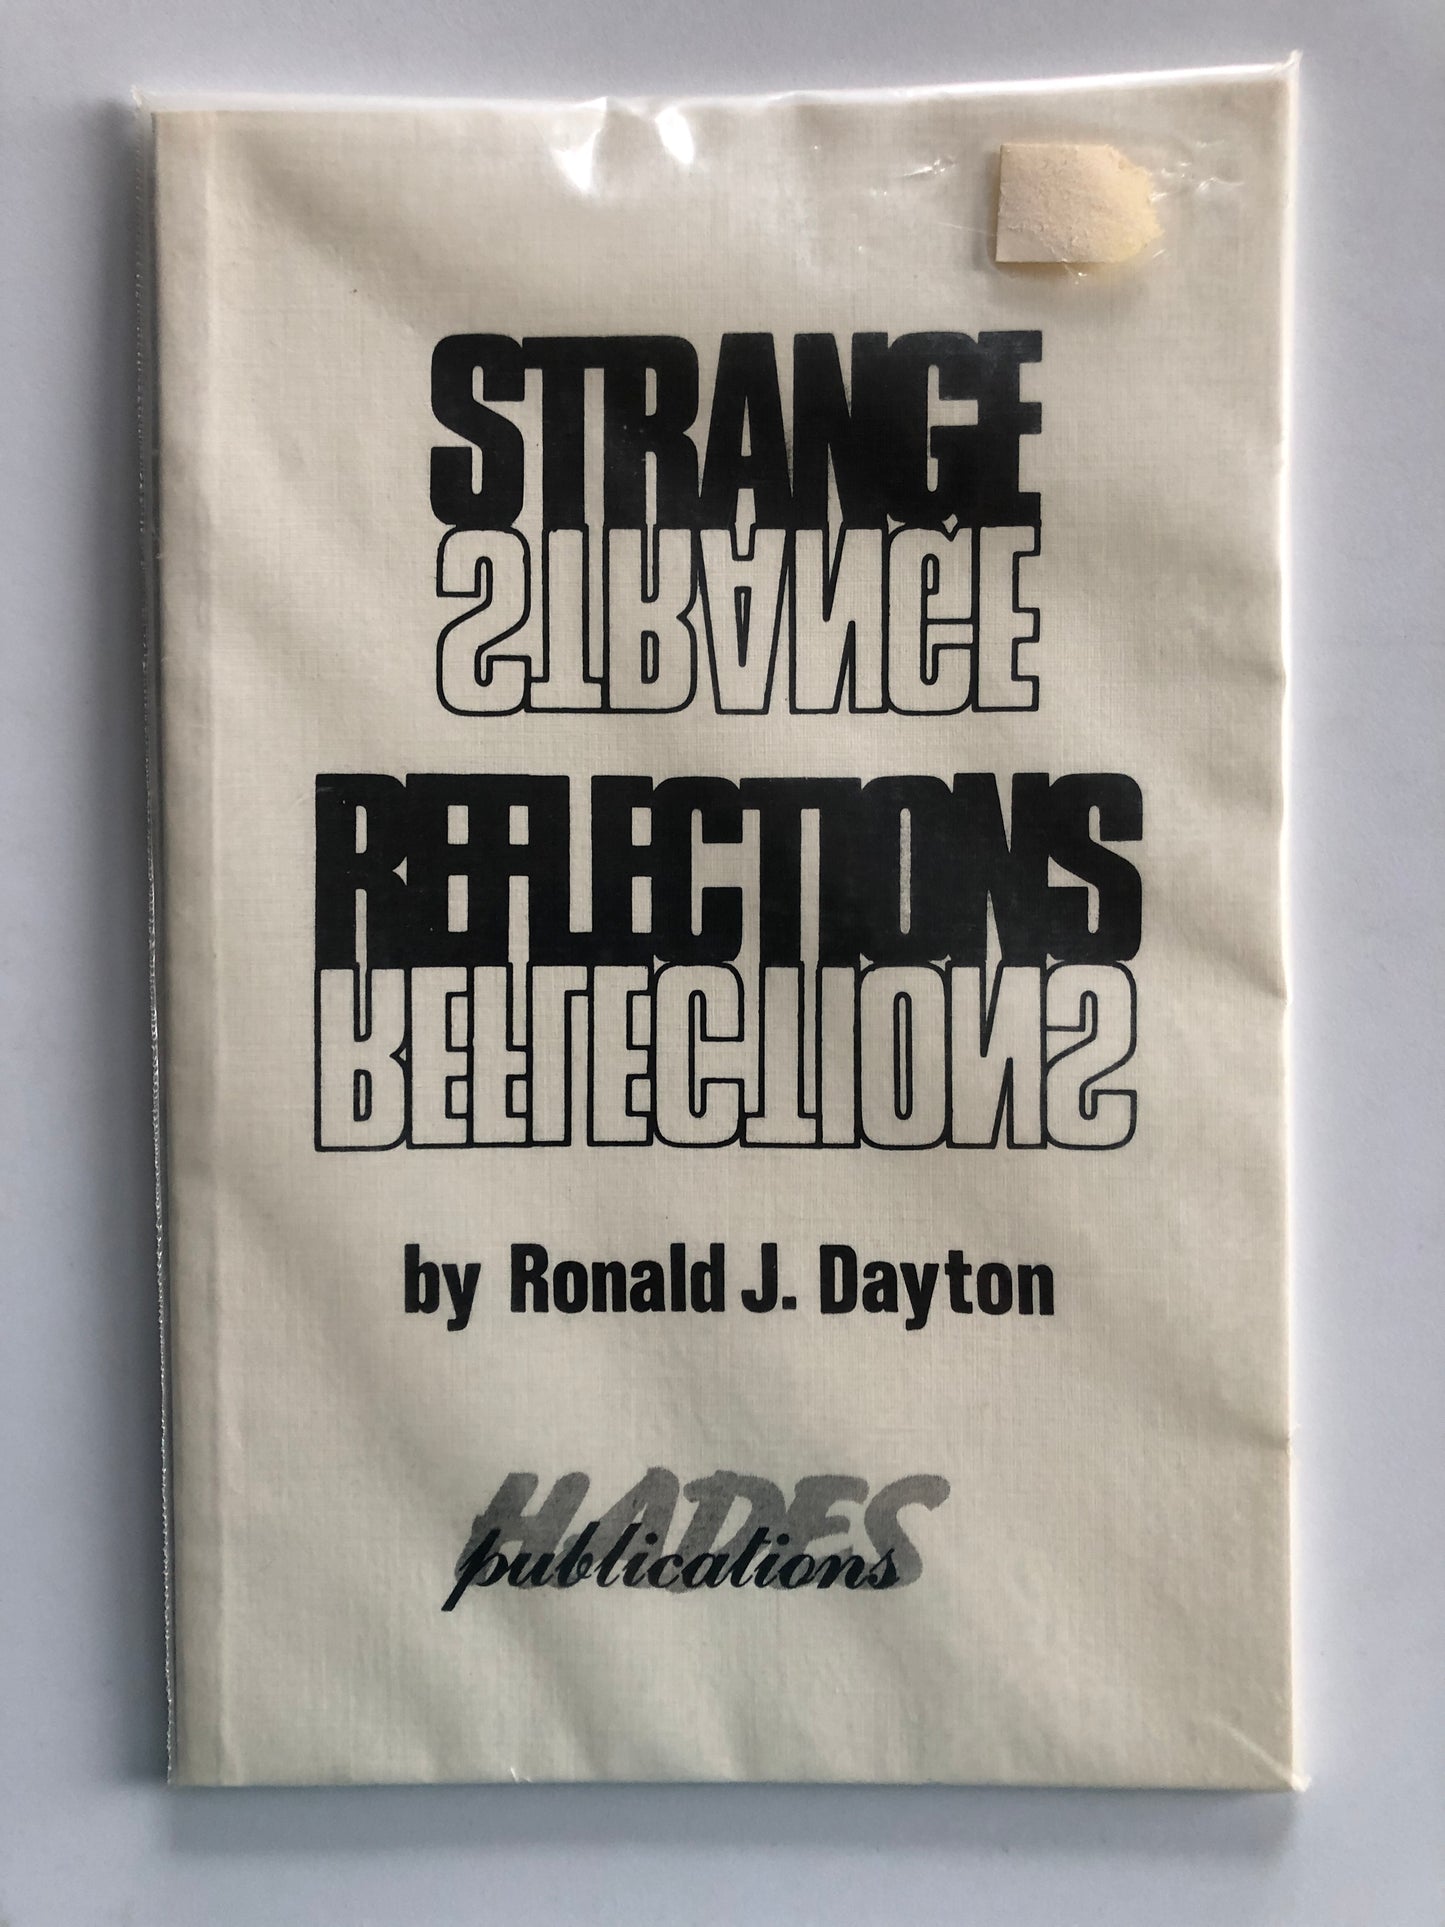 STRANGE
STRANGE
REFLECTIONS
REFLECTIONS
by Ronald J. Dayton
HADES
publications